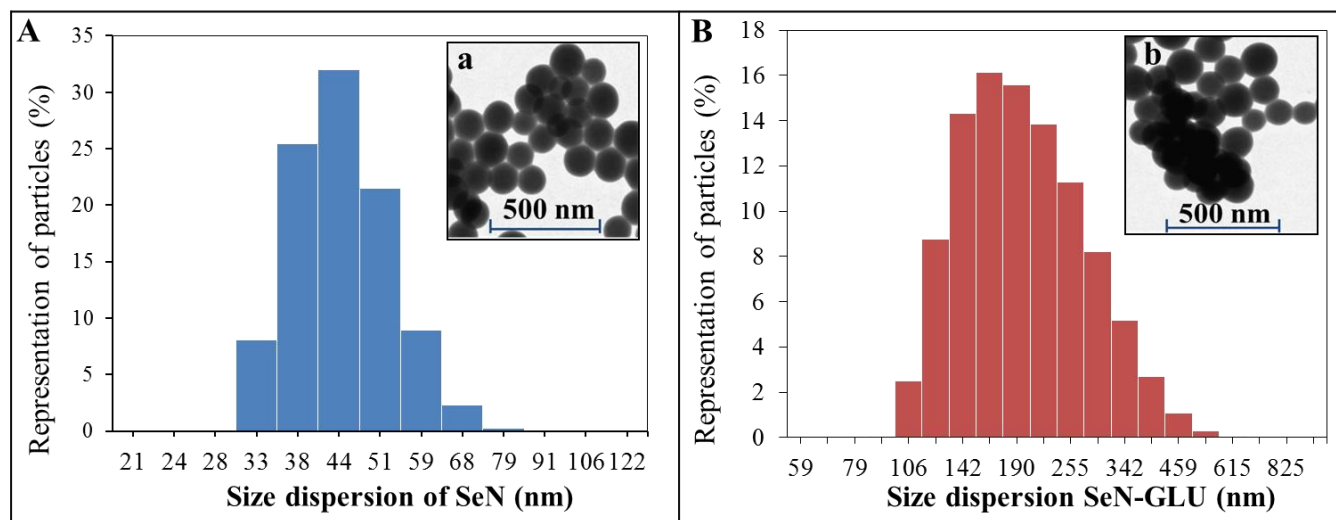 A
Representation of particles (%)
35
30
25
20
15
10
5
0
21 24 28 33 38 44 51 59 68 79 91 106 122
Size dispersion of SeN (nm)
a
500 nm
B
Representation of particles (%)
18
16
14
12
10
8
6
4
2
0
59 79 106 142 190 255 342 459 615 825
Size dispersion SeN-GLU (nm)
b
500 nm